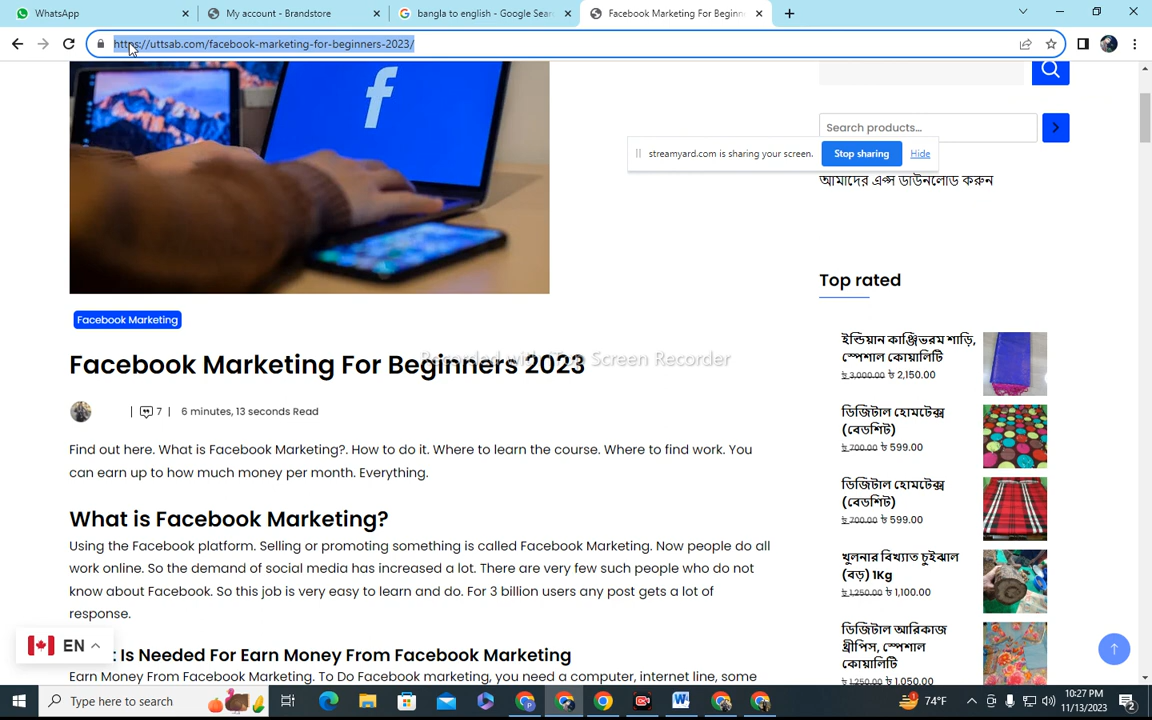 WhatsApp
My account - Brandstore
bangla to english - Google Sear
Facebook Marketing For Beginn
https://uttsab.com/facebook-marketing-for-beginners-2023/
Search products...
streamyard.com is sharing your screen.
Stop sharing
Hide
আমাদের এপ্স ডাউনলোড করুন
Top rated
ইন্ডিয়ান কাঞ্জিভরম শাড়ি,
স্পেশাল কোয়ালিটি
৳ 3,000.00 ৳ 2,150.00
ডিজিটাল হোমটেক্স
(বেডশিট)
৳ 700.00 ৳ 599.00
ডিজিটাল হোমটেক্স
(বেডশিট)
৳ 700.00 ৳ 599.00
খুলনার বিখ্যাত চুইঝাল
(বড়) 1Kg
৳ 1,250.00 ৳ 1,100.00
ডিজিটাল আরিকাজ
থ্রীপিস, স্পেশাল
কোয়ালিটি
৳ 1,250.00 ৳ 1,050.00
Facebook Marketing
Facebook Marketing For Beginners 2023
Recorded with iTop Screen Recorder
| 7 | 6 minutes, 13 seconds Read
Find out here. What is Facebook Marketing?. How to do it. Where to learn the course. Where to find work. You
can earn up to how much money per month. Everything.
What is Facebook Marketing?
Using the Facebook platform. Selling or promoting something is called Facebook Marketing. Now people do all
work online. So the demand of social media has increased a lot. There are very few such people who do not
know about Facebook. So this job is very easy to learn and do. For 3 billion users any post gets a lot of
response.
Is Needed For Earn Money From Facebook Marketing
Earn Money From Facebook Marketing. To Do Facebook marketing, you need a computer, internet line, some
EN
Type here to search
74°F
10:27 PM
11/13/2023
2